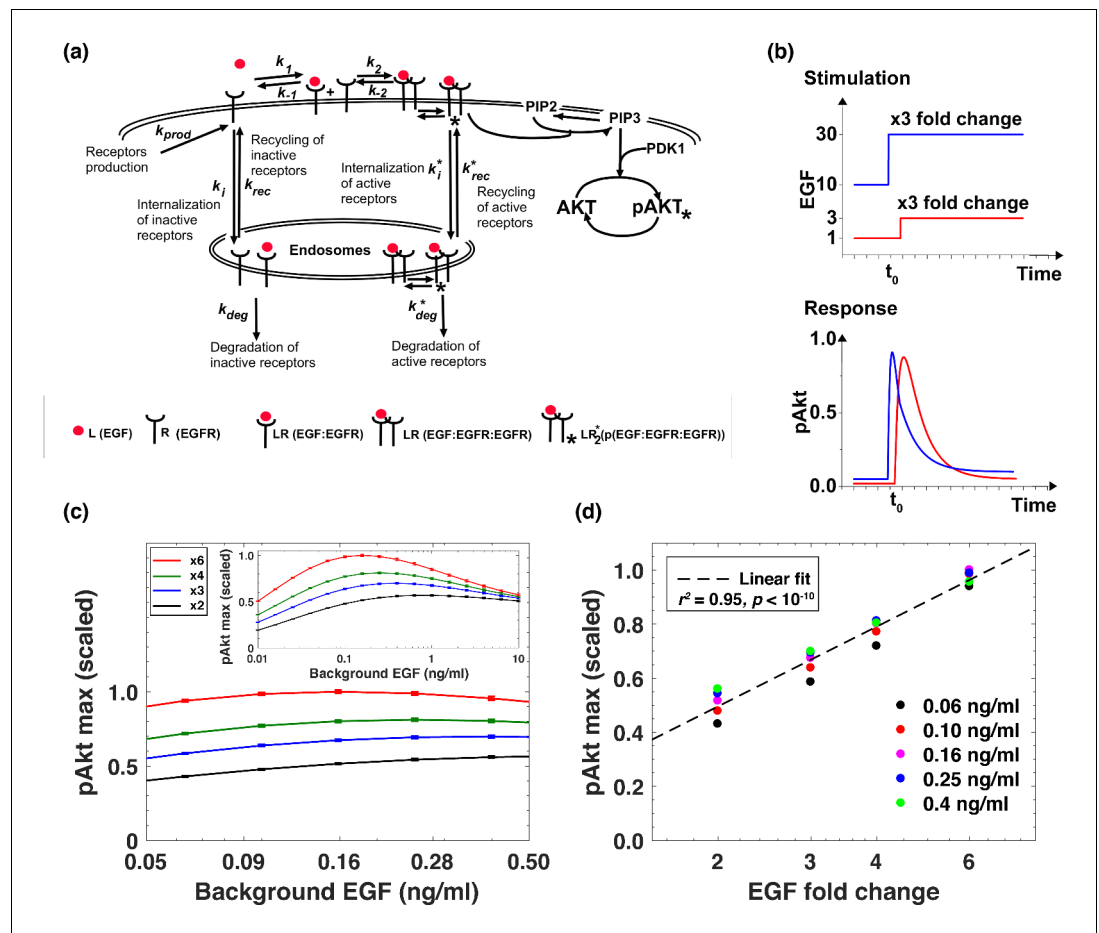 (a)
k1
k-1
k2
k-2
+
*
kprod
Receptors
production
Recycling of
inactive
receptors
ki
krec
Internalization
of inactive
receptors
Internalization
of active
receptors
ki*
k*rec
Recycling of
active
receptors
PIP2
PIP3
PDK1
AKT
pAKT*
Endosomes
*
kdeg
k*deg
Degradation of
inactive receptors
Degradation of
active receptors
L (EGF)
R (EGFR)
LR (EGF:EGFR)
LR (EGF:EGFR:EGFR)
* LR2*(p(EGF:EGFR:EGFR))
(b)
Stimulation
x3 fold change
30
10
x3 fold change
3
1
EGF
t0
Time
Response
1.0
0.5
0.0
pAkt
t0
Time
(c)
x6
x4
x3
x2
pAkt max (scaled)
1.0
0.5
0
0.01
0.1
1
10
Background EGF (ng/ml)
pAkt max (scaled)
1.0
0.5
0
0.05
0.09
0.16
0.28
0.50
Background EGF (ng/ml)
(d)
Linear fit
r2 = 0.95, p < 10-10
pAkt max (scaled)
1.0
0.8
0.6
0.4
0.2
0.0
0.06 ng/ml
0.10 ng/ml
0.16 ng/ml
0.25 ng/ml
0.4 ng/ml
2
3
4
6
EGF fold change